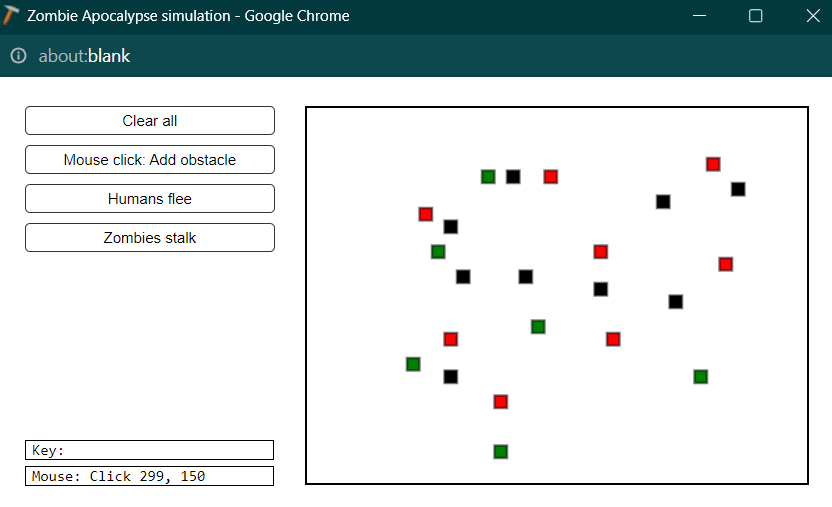 Zombie Apocalypse simulation - Google Chrome
about:blank
Clear all
Mouse click: Add obstacle
Humans flee
Zombies stalk
Key:
Mouse: Click 299, 150